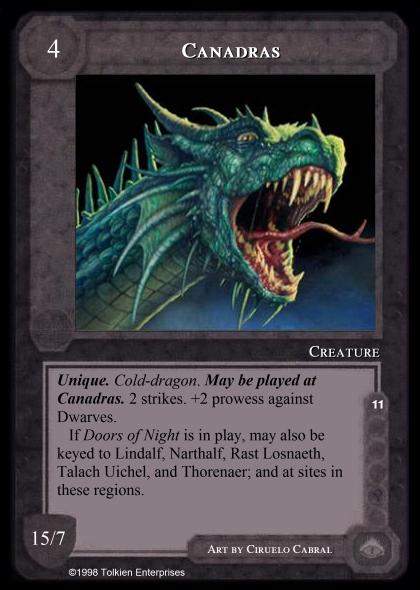 4
CANADRAS
CREATURE
Unique. Cold-dragon. May be played at
Canadras. 2 strikes. +2 prowess against
Dwarves.
If Doors of Night is in play, may also be
keyed to Lindalf, Narthalf, Rast Losnaeth,
Talach Uichel, and Thorenaer; and at sites in
these regions.
11
15/7
ART BY CIRUELO CABRAL
©1998 Tolkien Enterprises